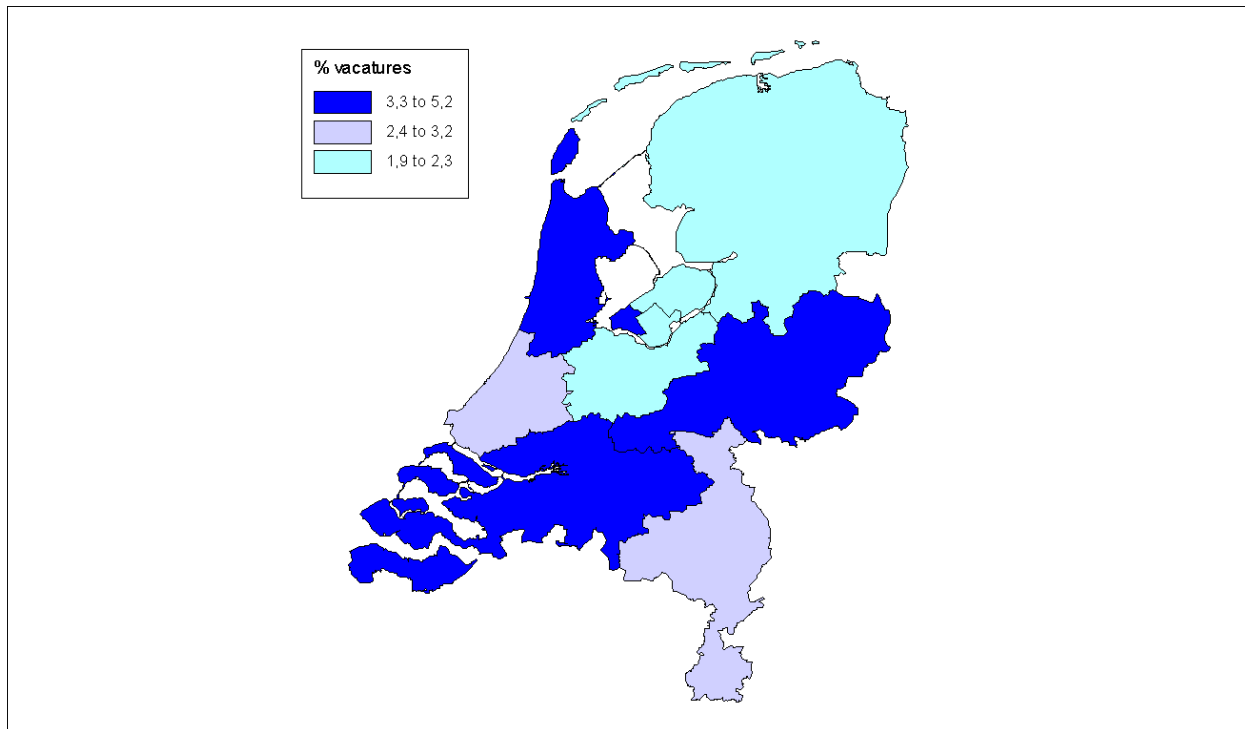 % vacatures
3,3 to 5,2
2,4 to 3,2
1,9 to 2,3